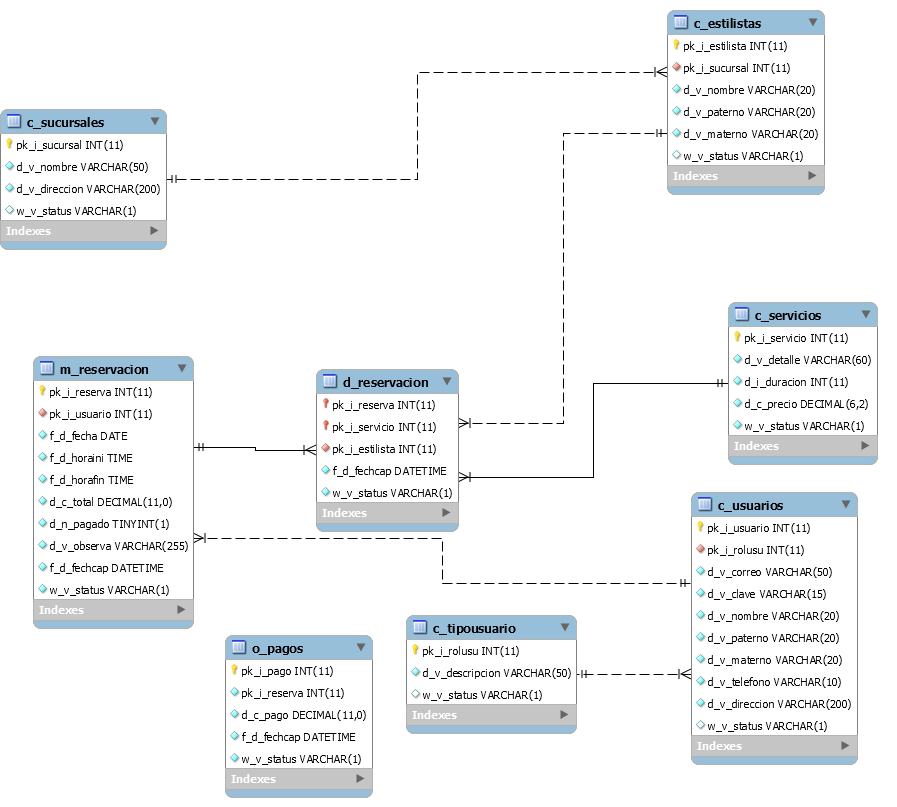 c_estilistas
pk_i_estilista INT(11)
pk_i_sucursal INT(11)
d_v_nombre VARCHAR(20)
d_v_paterno VARCHAR(20)
d_v_materno VARCHAR(20)
w_v_status VARCHAR(1)
Indexes
c_sucursales
pk_i_sucursal INT(11)
d_v_nombre VARCHAR(50)
d_v_direccion VARCHAR(200)
w_v_status VARCHAR(1)
Indexes
c_servicios
pk_i_servicio INT(11)
d_v_detalle VARCHAR(60)
d_i_duracion INT(11)
d_c_precio DECIMAL(6,2)
w_v_status VARCHAR(1)
Indexes
m_reservacion
pk_i_reserva INT(11)
pk_i_usuario INT(11)
f_d_fecha DATE
f_d_horaini TIME
f_d_horafin TIME
d_c_total DECIMAL(11,0)
d_n_pagado TINYINT(1)
d_v_observa VARCHAR(255)
f_d_fechcap DATETIME
w_v_status VARCHAR(1)
Indexes
d_reservacion
pk_i_reserva INT(11)
pk_i_servicio INT(11)
pk_i_estilista INT(11)
f_d_fechcap DATETIME
w_v_status VARCHAR(1)
Indexes
c_usuarios
pk_i_usuario INT(11)
pk_i_rolusu INT(11)
d_v_correo VARCHAR(50)
d_v_clave VARCHAR(15)
d_v_nombre VARCHAR(20)
d_v_paterno VARCHAR(20)
d_v_materno VARCHAR(20)
d_v_telefono VARCHAR(10)
d_v_direccion VARCHAR(200)
w_v_status VARCHAR(1)
Indexes
c_tipousuario
pk_i_rolusu INT(11)
d_v_descripcion VARCHAR(50)
w_v_status VARCHAR(1)
Indexes
o_pagos
pk_i_pago INT(11)
pk_i_reserva INT(11)
d_c_pago DECIMAL(11,0)
f_d_fechcap DATETIME
w_v_status VARCHAR(1)
Indexes